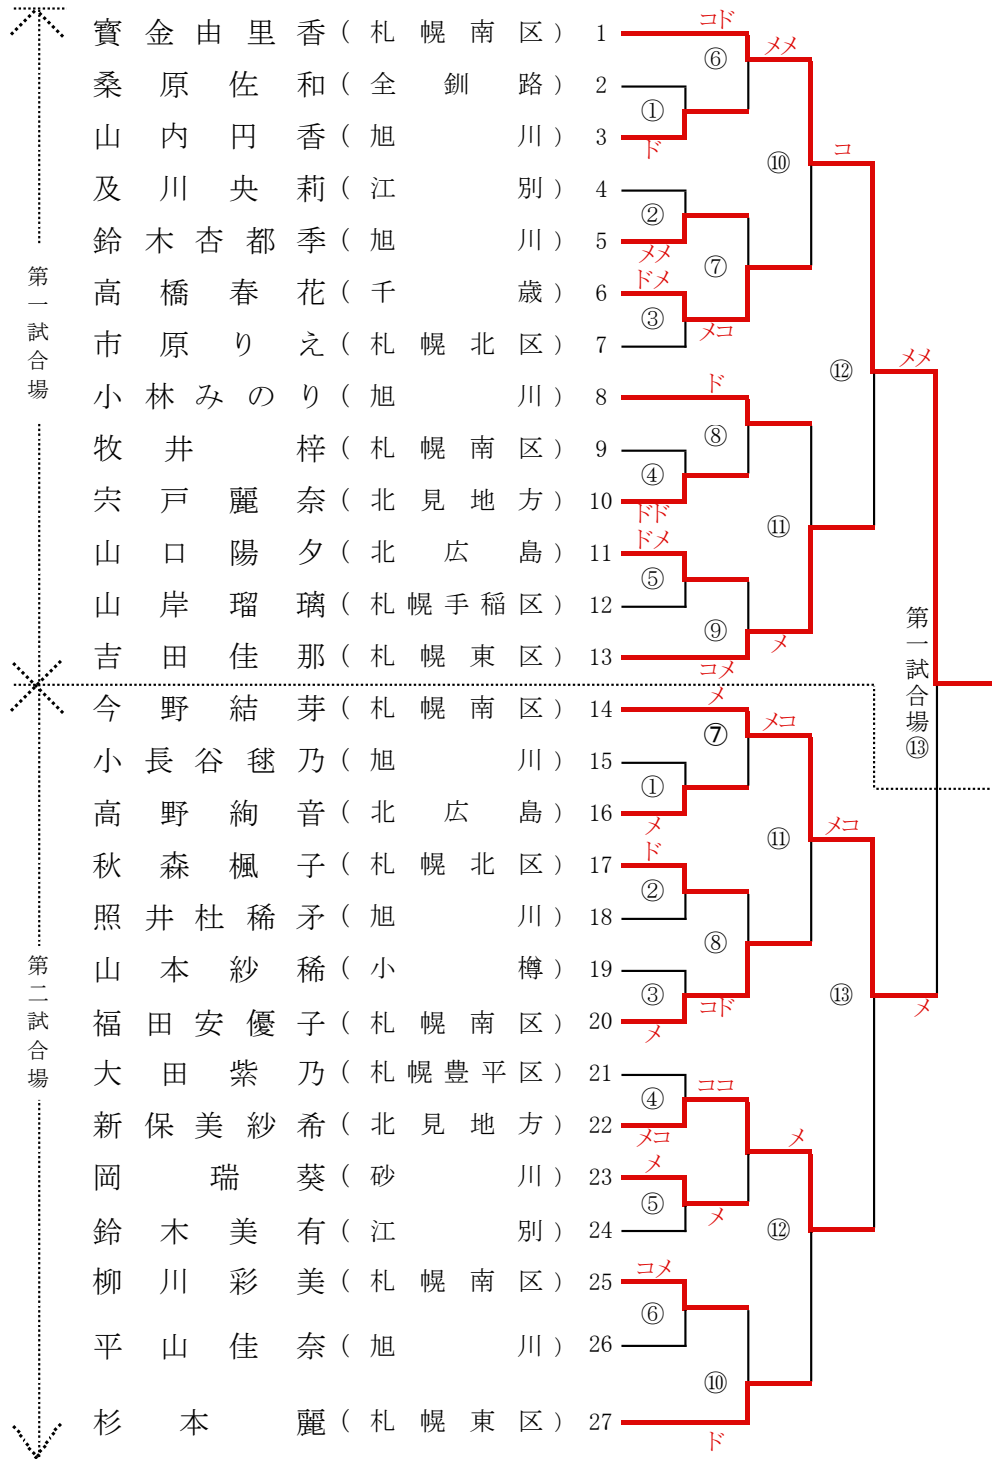 寳金由里香(札幌南区) 1 コド
⑥ メメ
桑原佐和(全釧路) 2
①
山内円香(旭川) 3 ド
⑩ コ
及川央莉(江別) 4
②
鈴木杏都季(旭川) 5 メメ
⑦
高橋春花(千歳) 6 ドメ
③ メコ
市原りえ(札幌北区) 7
第一試合場
⑫ メメ
小林みのり(旭川) 8 ド
⑧
牧井梓(札幌南区) 9
④
宍戸麗奈(北見地方) 10 ドド
⑪
山口陽夕(北広島) 11 ドメ
⑤
山岸瑠璃(札幌手稲区) 12
⑨ メ
吉田佳那(札幌東区) 13 コメ
第一試合場⑬
今野結芽(札幌南区) 14 メ
⑦ メコ
小長谷毬乃(旭川) 15
①
高野絢音(北広島) 16 メ
⑪ メコ
秋森楓子(札幌北区) 17 ド
②
照井杜稀矛(旭川) 18
⑧
山本紗稀(小樽) 19
③ コド
福田安優子(札幌南区) 20 メ
第二試合場
⑬ メ
大田紫乃(札幌豊平区) 21
④ ココ
新保美紗希(北見地方) 22 メコ
メ
岡瑞葵(砂川) 23 メ
⑤ メ
鈴木美有(江別) 24
⑫
柳川彩美(札幌南区) 25 コメ
⑥
平山佳奈(旭川) 26
⑩
杉本麗(札幌東区) 27 ド